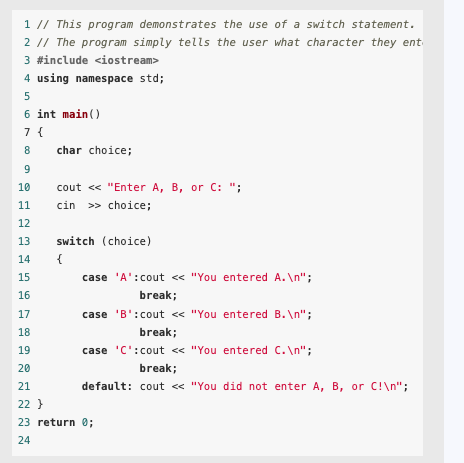 1 // This program demonstrates the use of a switch statement.
2 // The program simply tells the user what character they
3 #include <iostream>
4 using namespace std;
5
6 int main()
7 {
8 char choice;
9
10 cout << "Enter A, B, or C: ";
11 cin >> choice;
12
13 switch (choice)
14 {
15 case 'A':cout << "You entered A.\n";
16 break;
17 case 'B':cout << "You entered B.\n";
18 break;
19 case 'C':cout << "You entered C.\n";
20 break;
21 default: cout << "You did not enter A, B, or C!\n";
22 }
23 return 0;
24